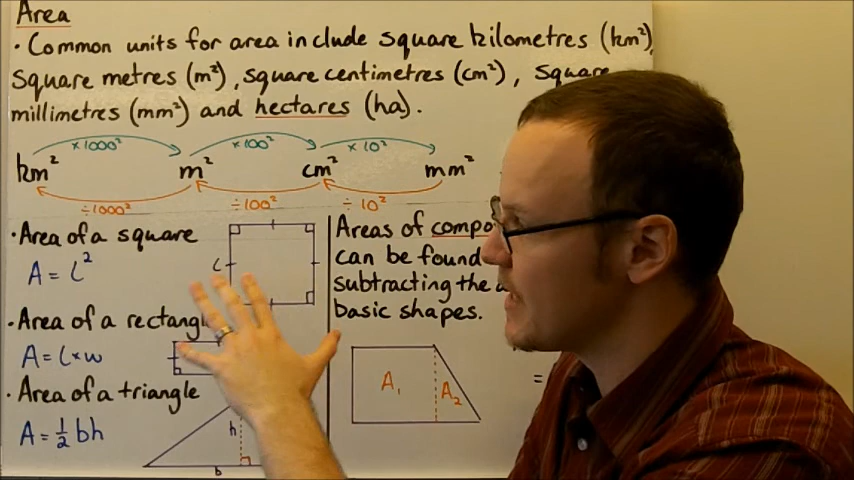 Area
• Common units for area include square kilometres (km²)
square metres (m²), square centimetres (cm²), square
millimetres (mm²) and hectares (ha).
×1000² ×100² ×10²
km² m² cm² mm²
÷1000² ÷100² ÷10²
• Area of a square
A = l²
l
• Area of a
A = l×w
• Area of a triangle
A = ½ bh
h
b
Areas of
can be found
subtracting the
basic shapes.
A₁ A₂
=